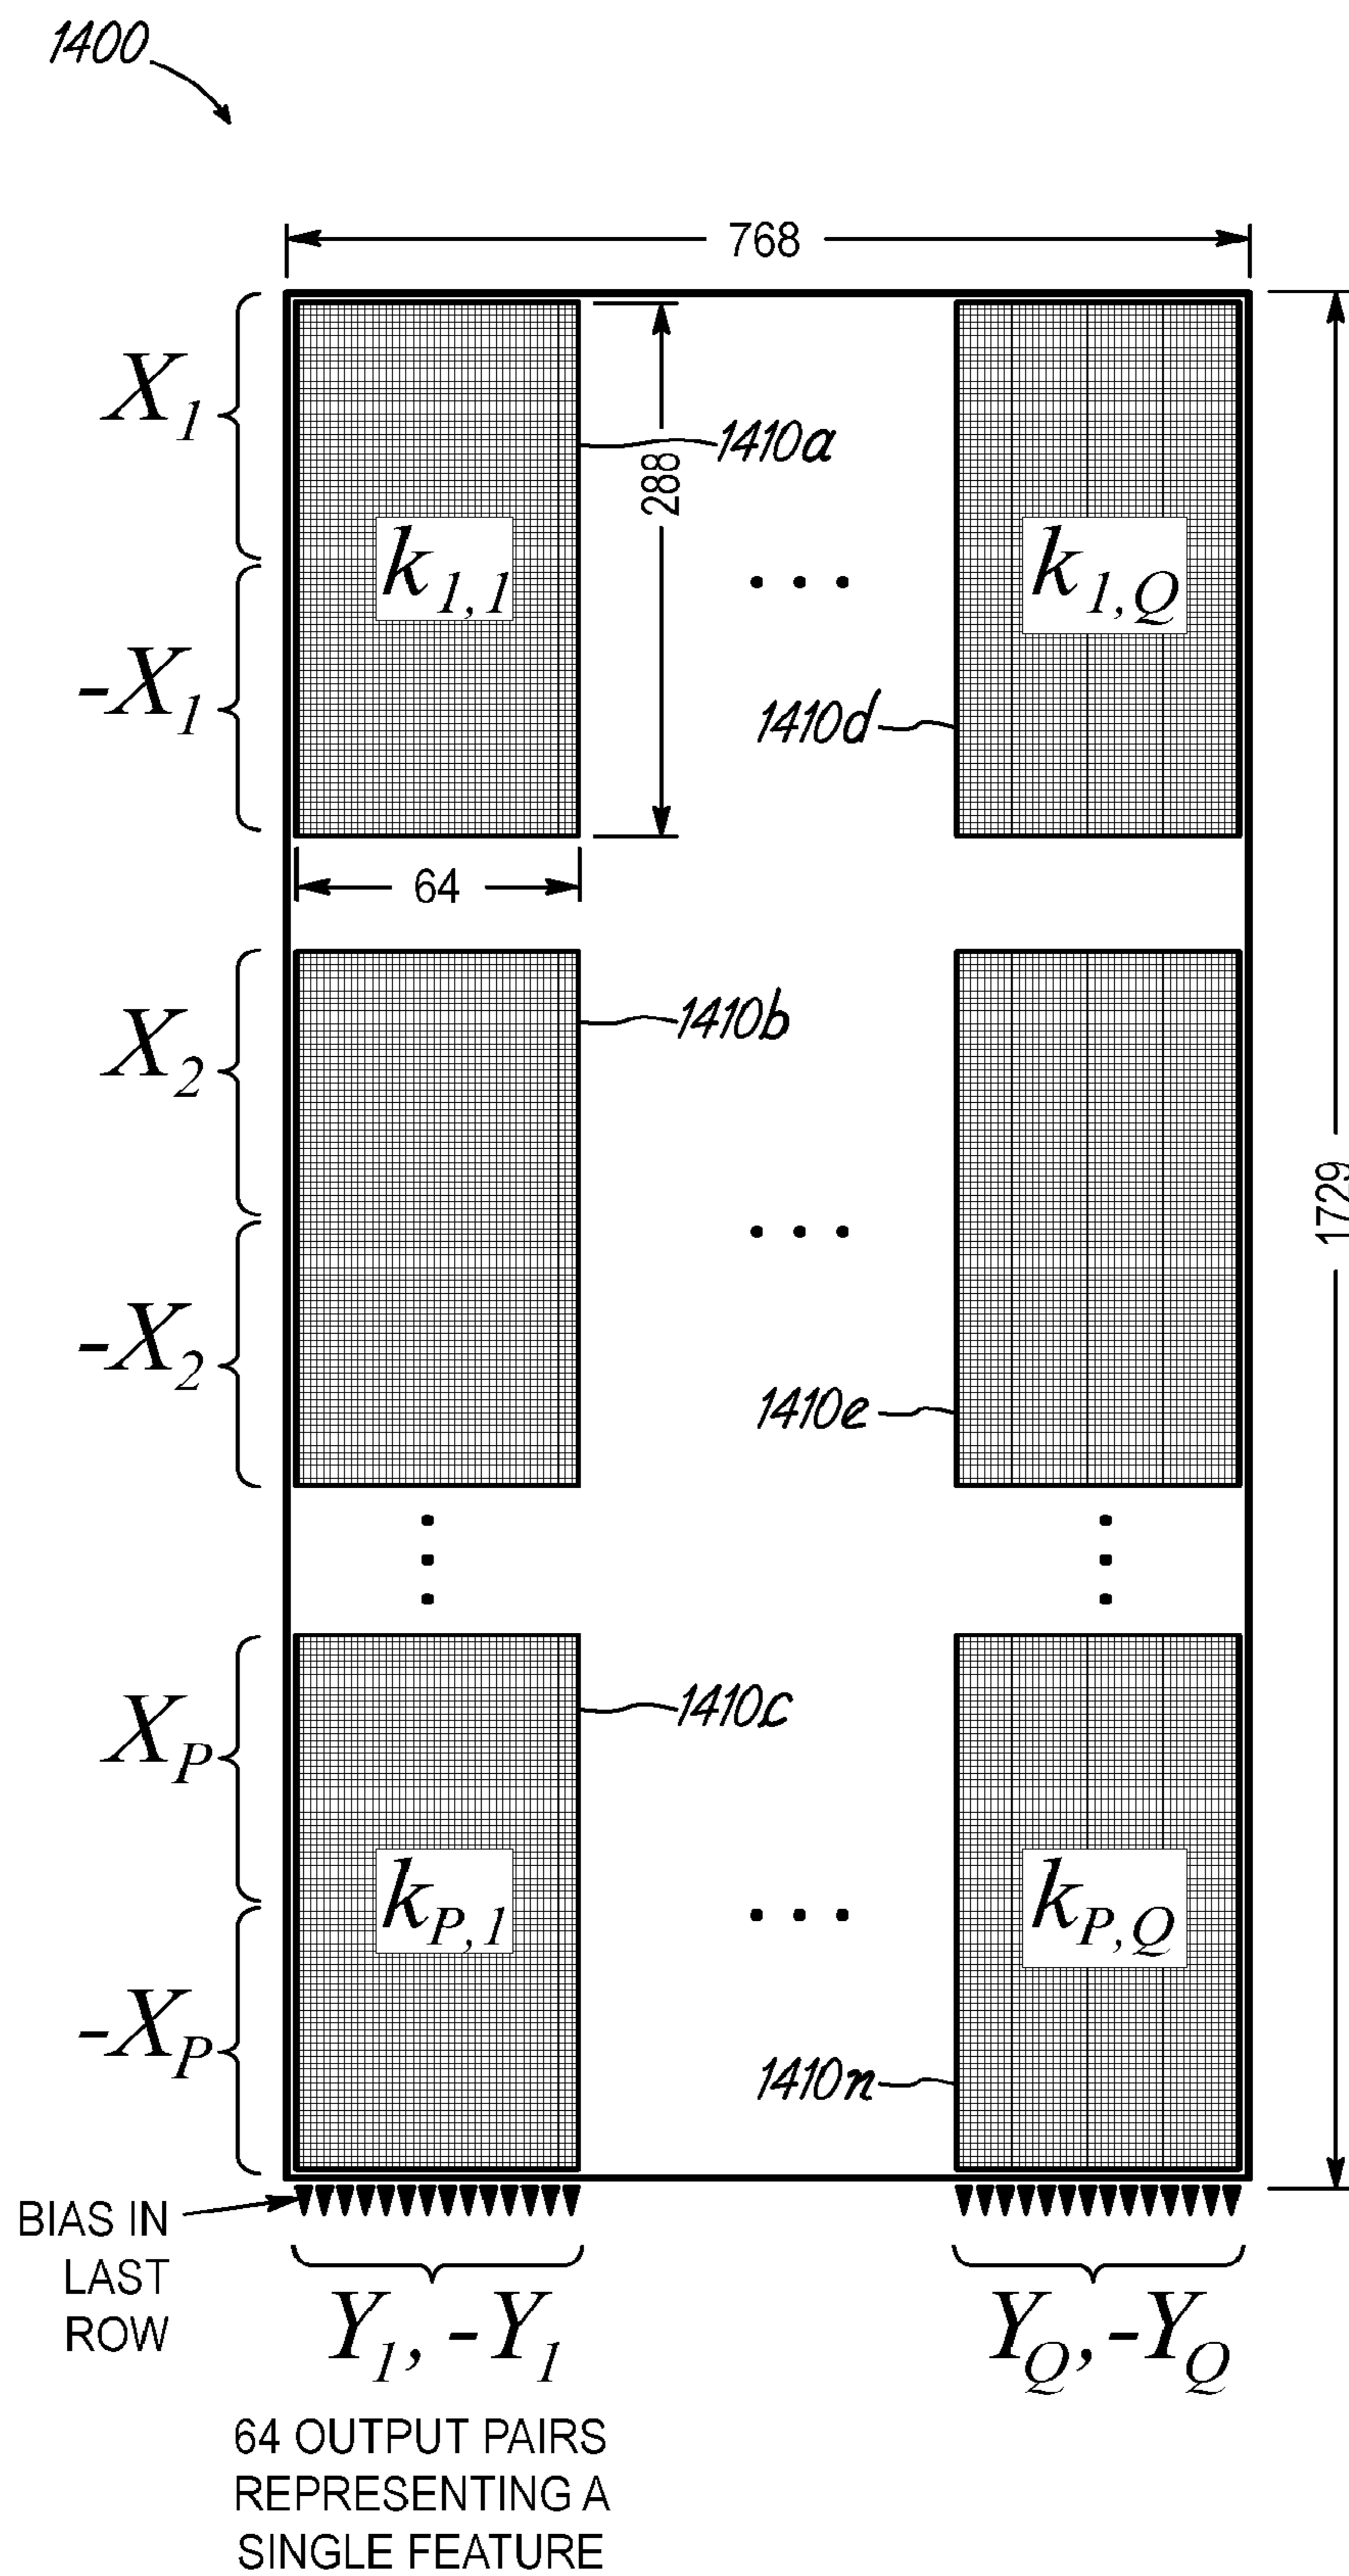 1400
768
X1
1410a
288
k1,1
k1,Q
-X1
1410d
64
X2
1410b
1729
-X2
1410e
XP
1410c
kP,1
kP,Q
-XP
1410n
BIAS IN
LAST
ROW
Y1, -Y1
YQ, -YQ
64 OUTPUT PAIRS
REPRESENTING A
SINGLE FEATURE